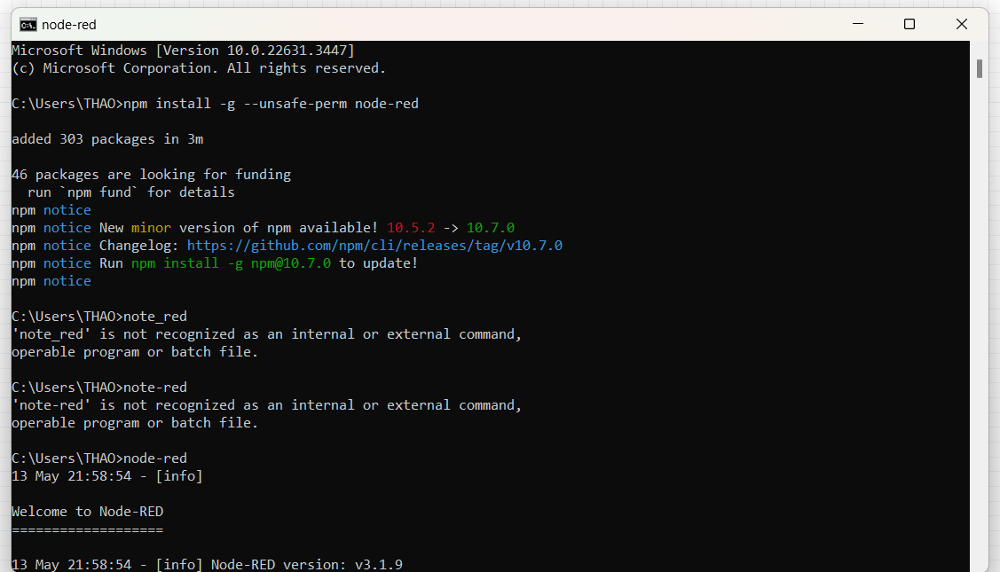 node-red
Microsoft Windows [Version 10.0.22631.3447]
(c) Microsoft Corporation. All rights reserved.
C:\Users\THAO>npm install -g --unsafe-perm node-red
added 303 packages in 3m
46 packages are looking for funding
  run `npm fund` for details
npm notice
npm notice New minor version of npm available! 10.5.2 -> 10.7.0
npm notice Changelog: https://github.com/npm/cli/releases/tag/v10.7.0
npm notice Run npm install -g npm@10.7.0 to update!
npm notice
C:\Users\THAO>note_red
'note_red' is not recognized as an internal or external command,
operable program or batch file.
C:\Users\THAO>note-red
'note-red' is not recognized as an internal or external command,
operable program or batch file.
C:\Users\THAO>node-red
13 May 21:58:54 - [info]
Welcome to Node-RED
===================
13 May 21:58:54 - [info] Node-RED version: v3.1.9